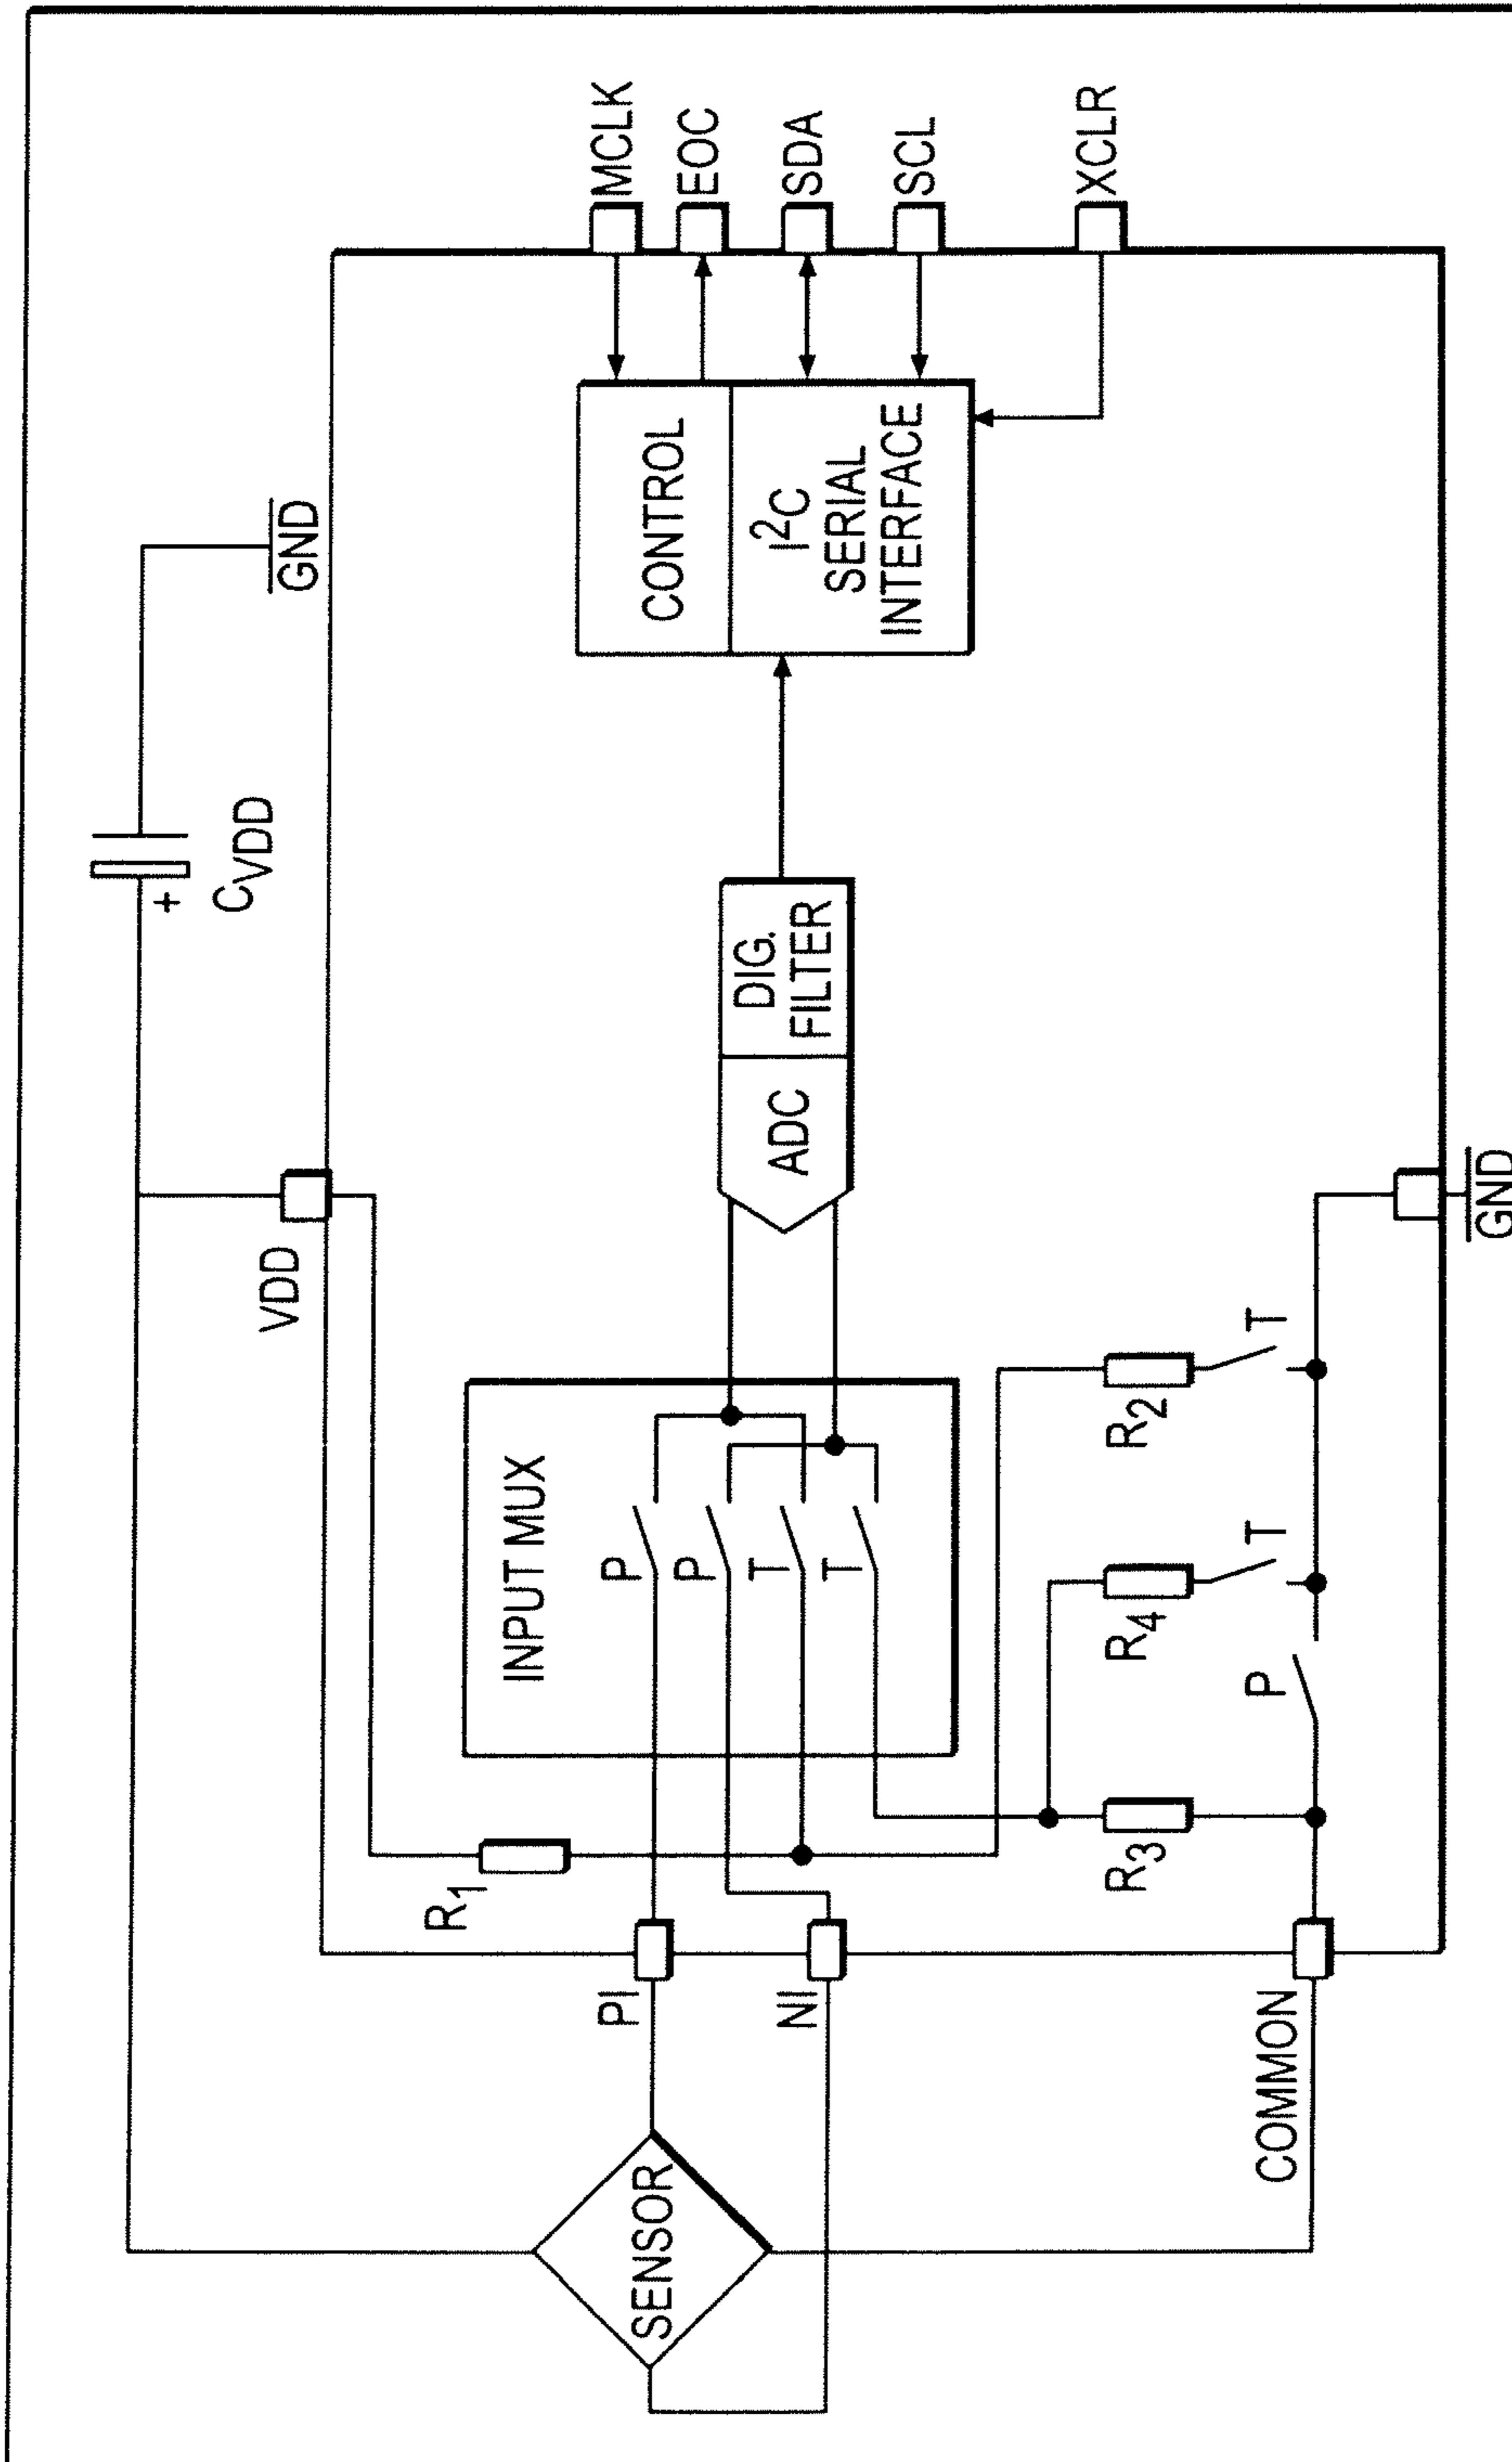 CVDD
+
GND
VDD
R1
INPUT MUX
P
P
T
T
ADC
DIG.
FILTER
CONTROL
I2C
SERIAL
INTERFACE
MCLK
EOC
SDA
SCL
XCLR
SENSOR
PI
NI
COMMON
R3
R4
R2
P
T
T
GND